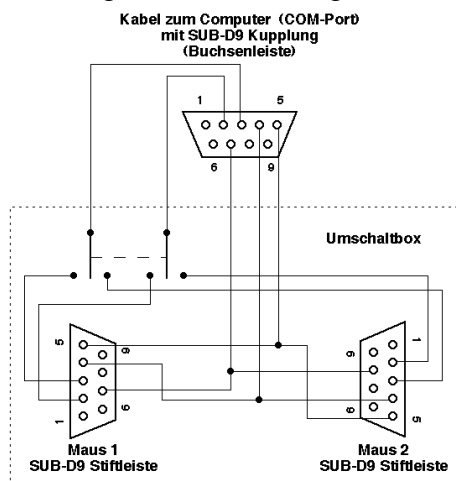 Kabel zum Computer (COM-Port)
mit SUB-D9 Kupplung
(Buchsenleiste)
1 5
6 9
Umschaltbox
5 9 6 1
6 9
1 5
Maus 1 Maus 2
SUB-D9 Stiftleiste SUB-D9 Stiftleiste